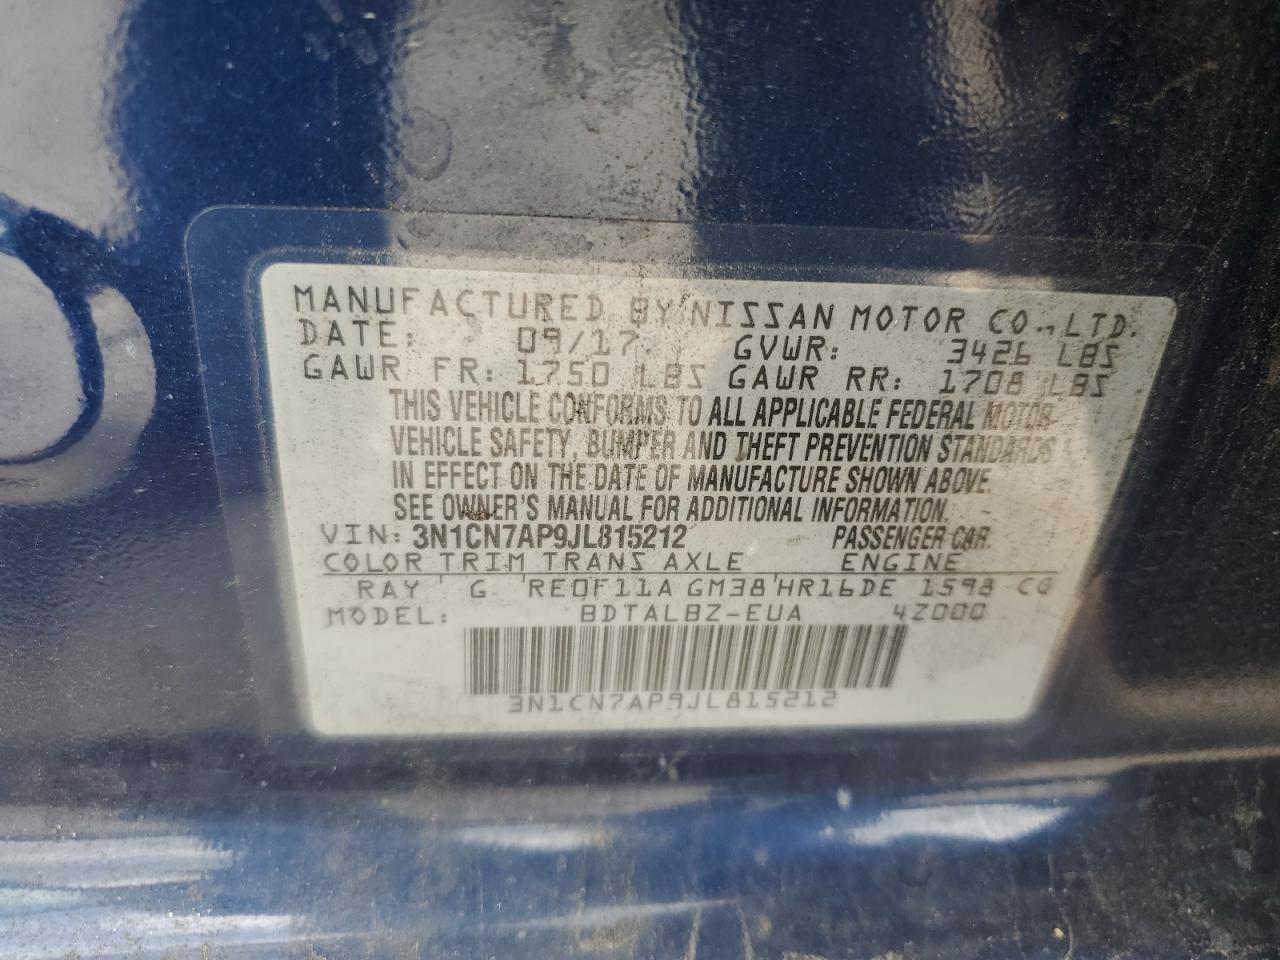 MANUFACTURED BY NISSAN MOTOR CO., LTD.
DATE: 09/17 GVWR: 3426 LBS
GAWR FR: 1750 LBS GAWR RR: 1708 LBS
THIS VEHICLE CONFORMS TO ALL APPLICABLE FEDERAL MOTOR
VEHICLE SAFETY, BUMPER AND THEFT PREVENTION STANDARDS
IN EFFECT ON THE DATE OF MANUFACTURE SHOWN ABOVE.
SEE OWNER'S MANUAL FOR ADDITIONAL INFORMATION.
VIN: 3N1CN7AP9JL815212 PASSENGER CAR
COLOR TRIM TRANS AXLE ENGINE
RAY G RE0F11A GM38 HR16DE 1598 CC
MODEL: BDTALBZ-EUA 4Z000
3N1CN7AP9JL815212